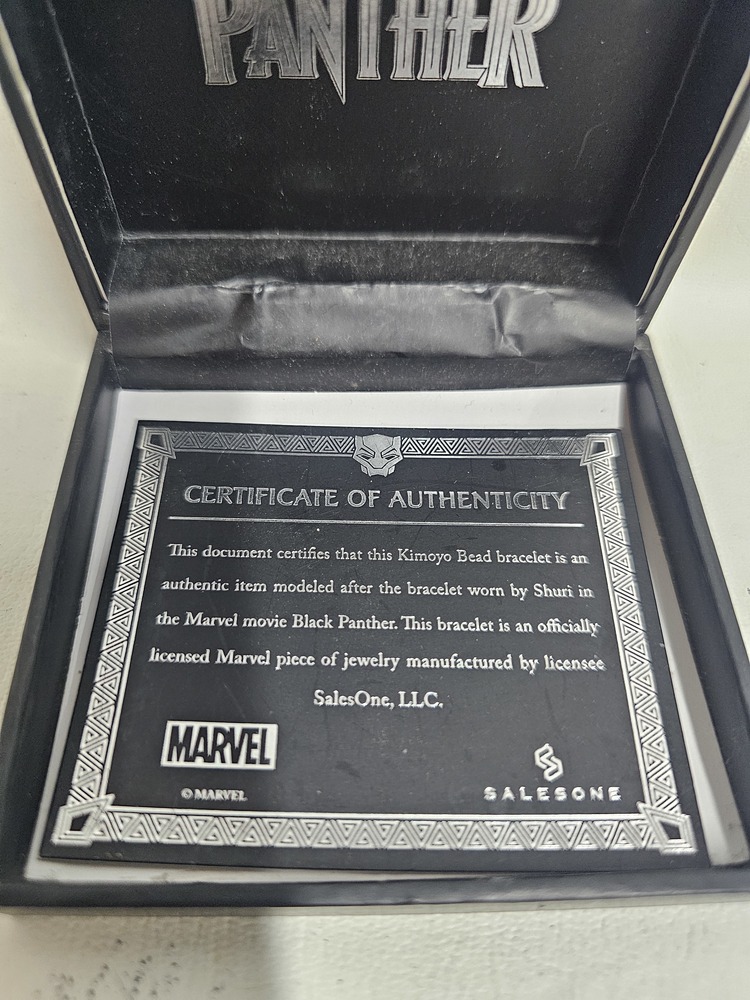 PANTHER
CERTIFICATE OF AUTHENTICITY
This document certifies that this Kimoyo Bead bracelet is an
authentic item modeled after the bracelet worn by Shuri in
the Marvel movie Black Panther. This bracelet is an officially
licensed Marvel piece of jewelry manufactured by licensee
SalesOne, LLC.
MARVEL
© MARVEL
SALESONE